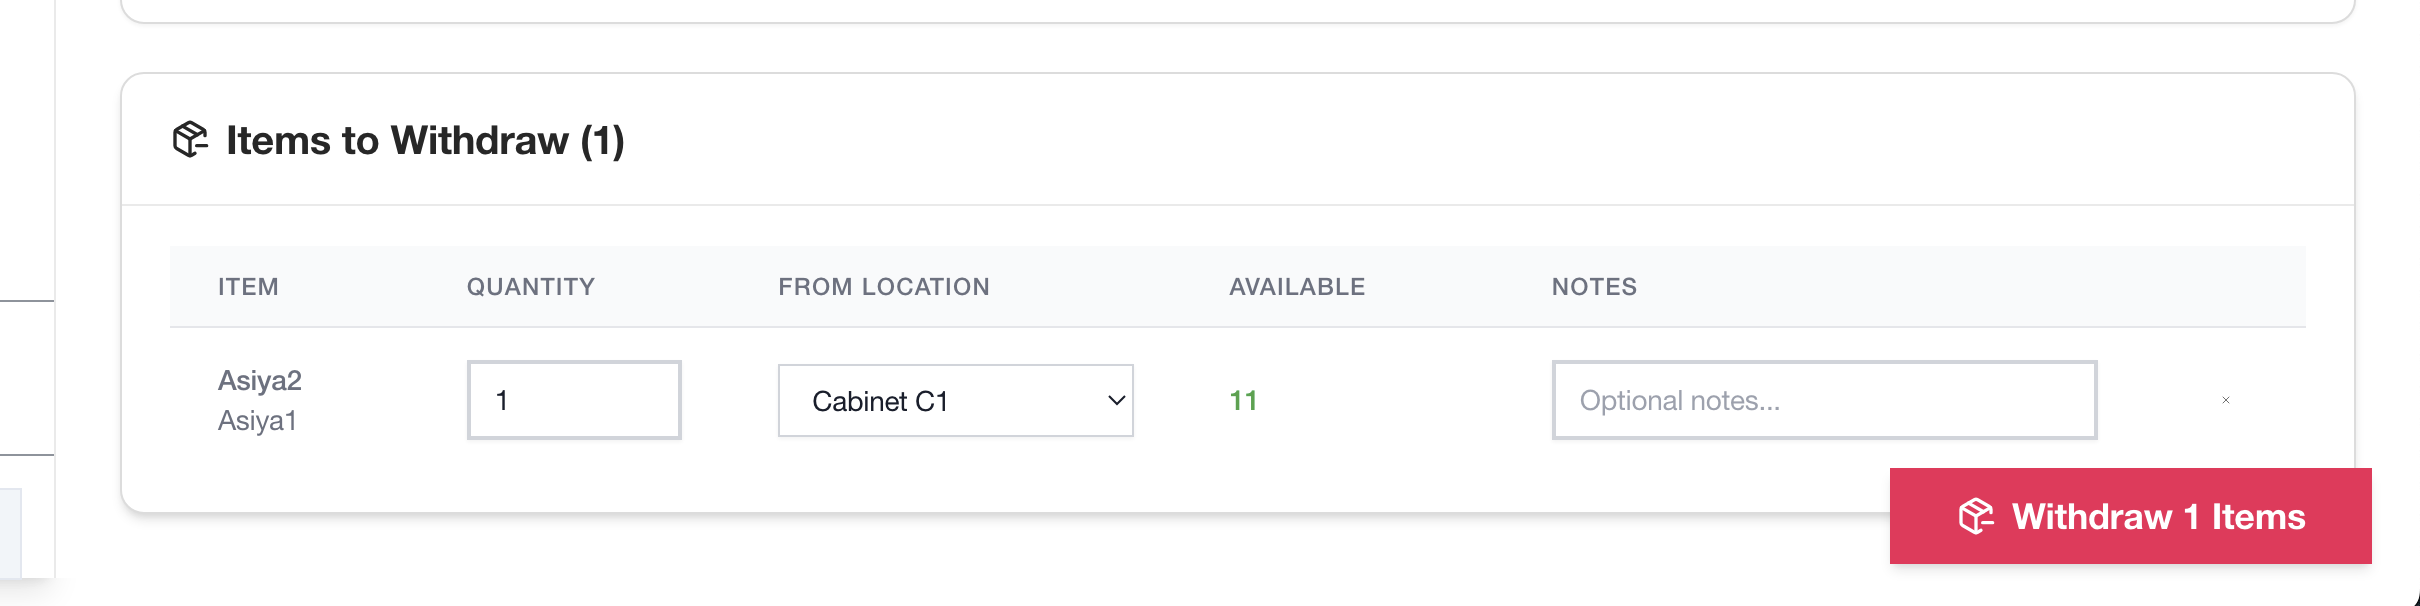 Items to Withdraw (1)
ITEM QUANTITY FROM LOCATION AVAILABLE NOTES
Asiya2
Asiya1
1 Cabinet C1 11 Optional notes... ×
Withdraw 1 Items